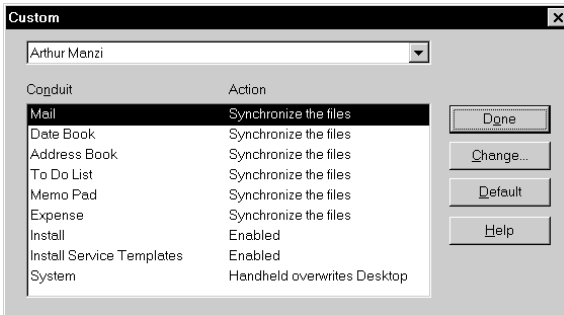 Custom
Arthur Manzi
Conduit Action
Mail Synchronize the files
Date Book Synchronize the files
Address Book Synchronize the files
To Do List Synchronize the files
Memo Pad Synchronize the files
Expense Synchronize the files
Install Enabled
Install Service Templates Enabled
System Handheld overwrites Desktop
Done
Change...
Default
Help